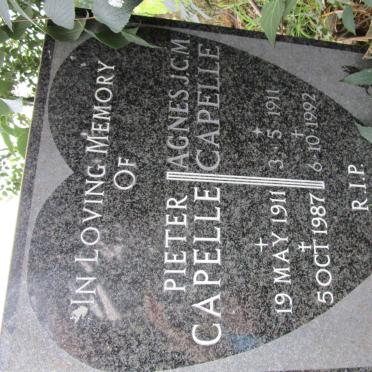 IN LOVING MEMORY
OF
PIETER
CAPELLE
19 MAY 1911
5 OCT 1987
AGNES J.C.M.
CAPELLE
3 · 5 · 1911
6 · 10 · 1992
R.I.P.